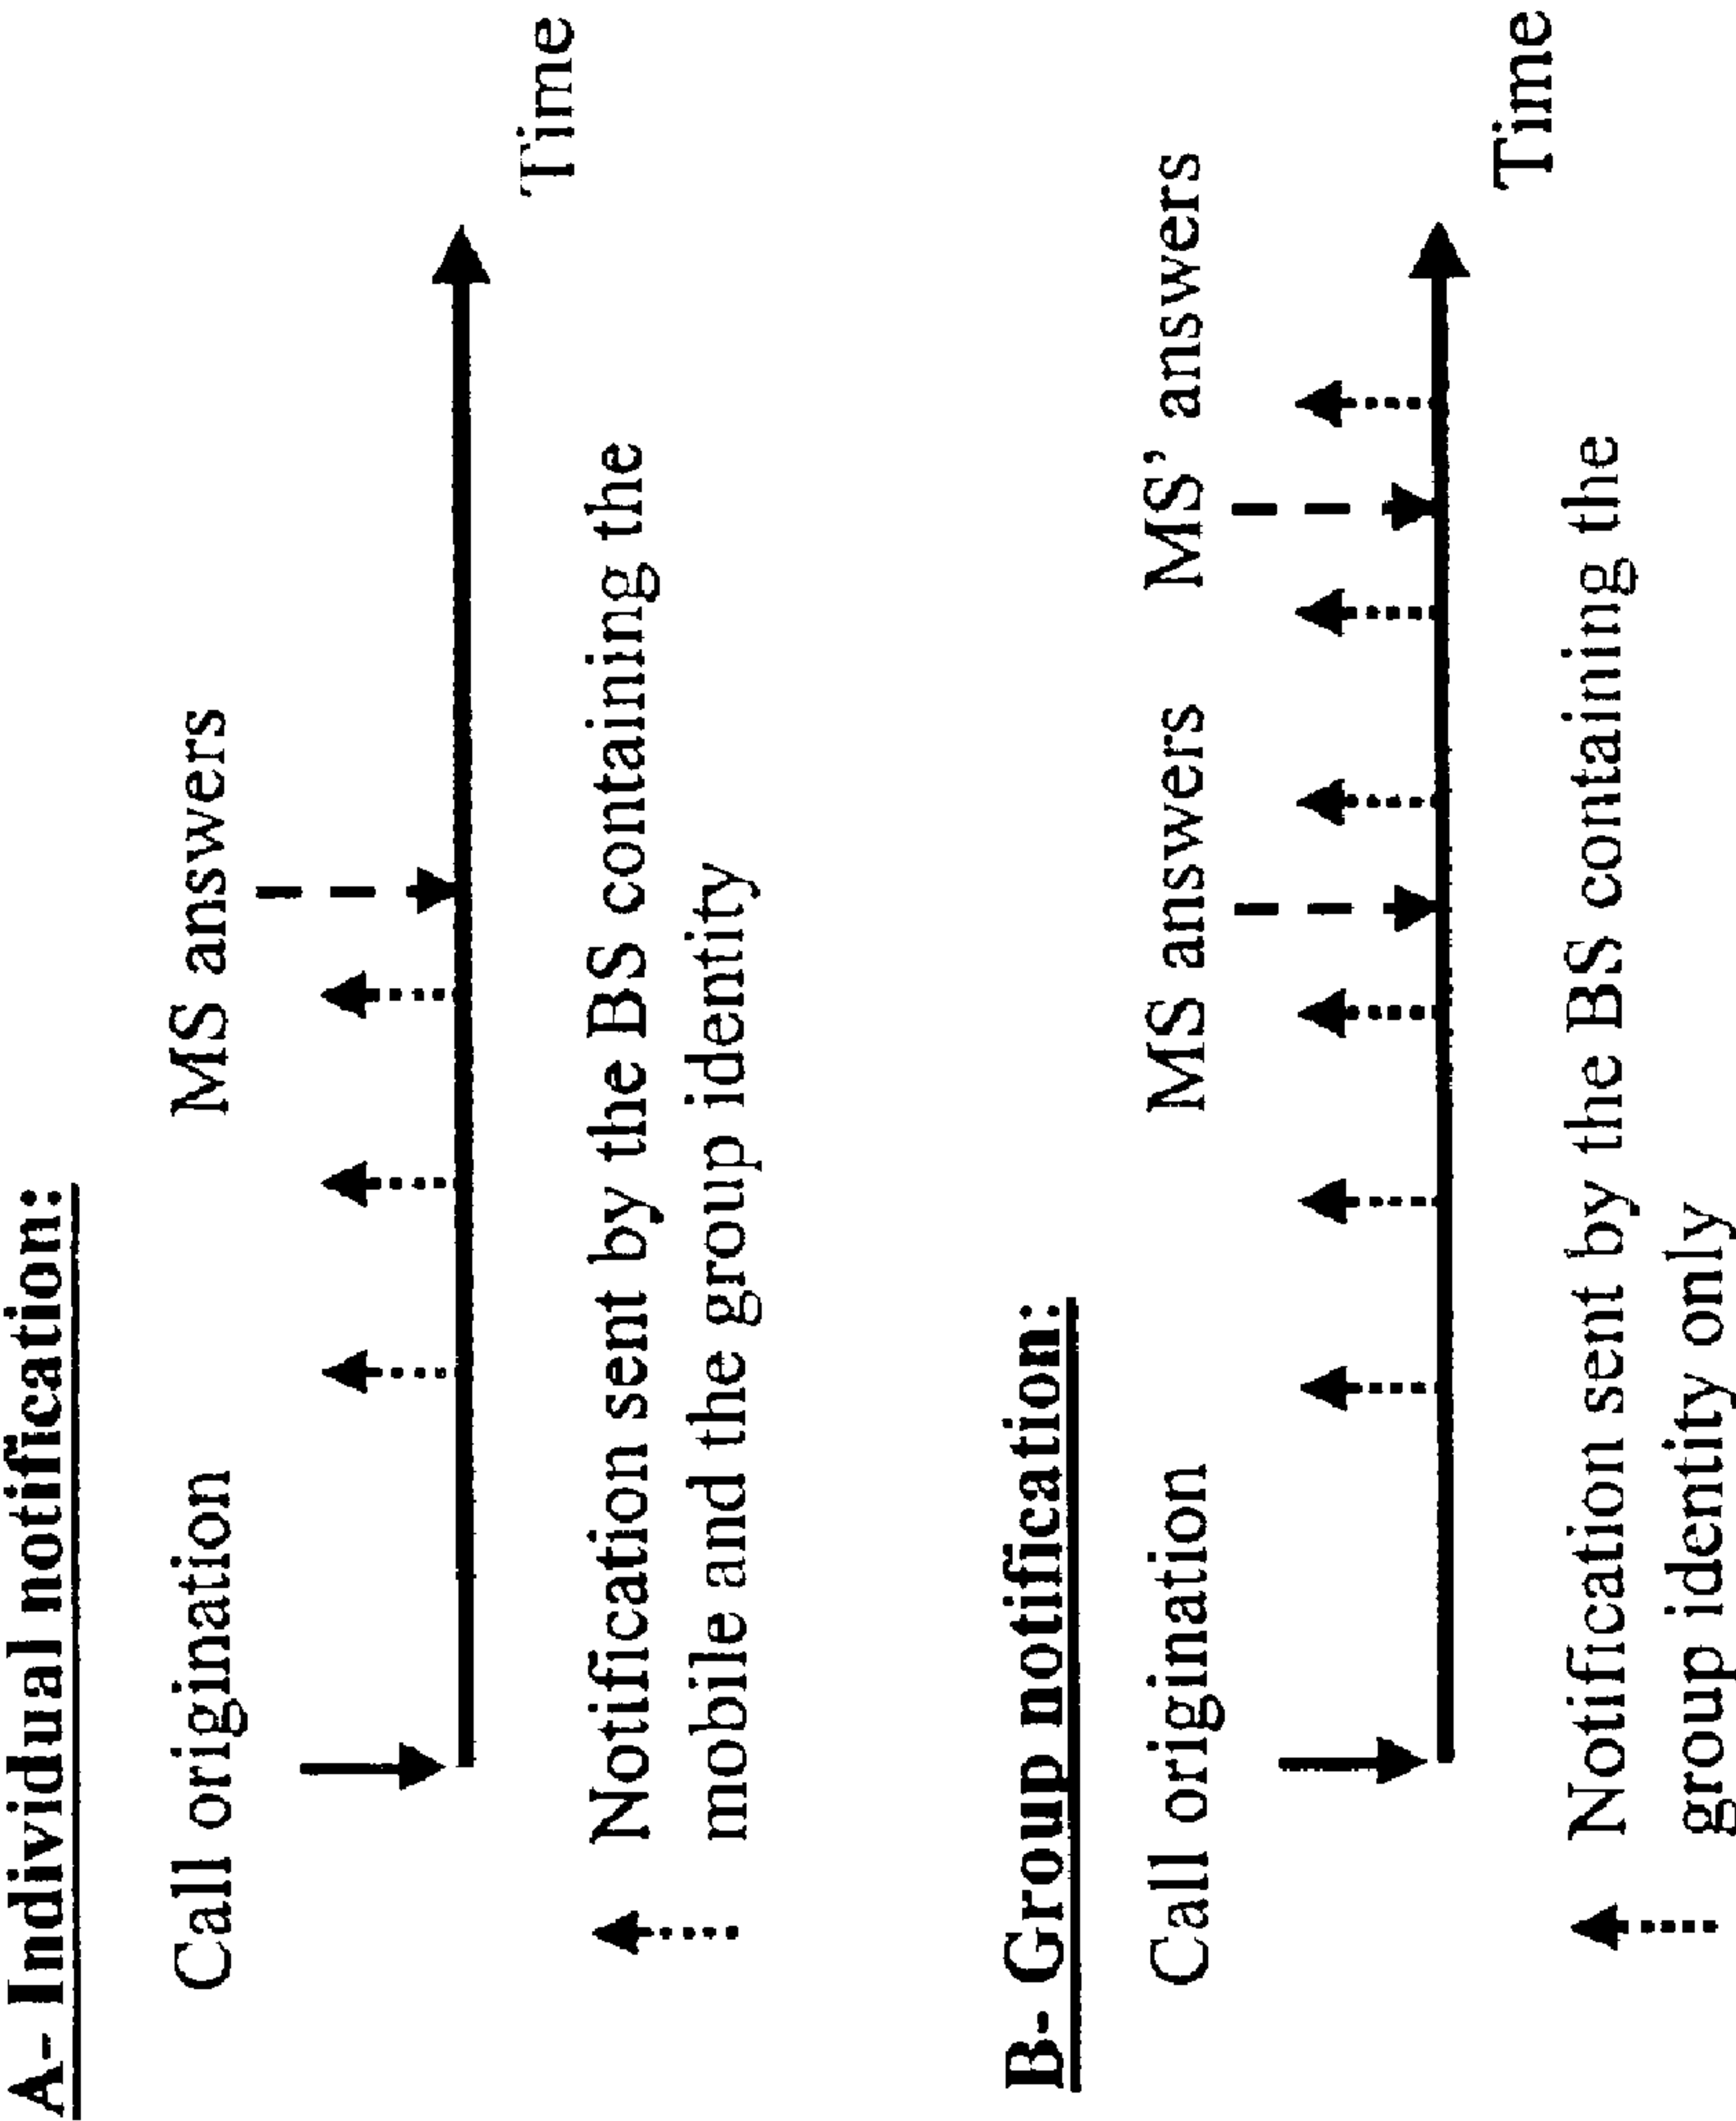 A- Individual notification:
Call origination
MS answers
Time
Notification sent by the BS containing the
mobile and the group identity
B- Group notification:
Call origination
MS answers
MS' answers
Time
Notification sent by the BS containing the
group identity only